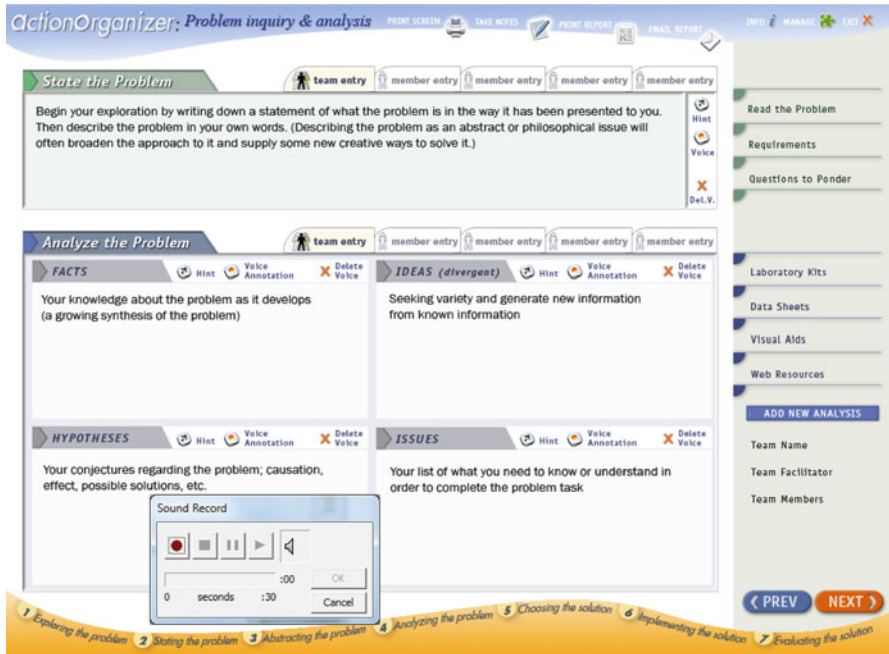 actionOrganizer: Problem inquiry & analysis
PRINT SCREEN TAKE NOTES PRINT REPORT EMAIL REPORT
INFO MANAGE EXIT
State the Problem
team entry member entry member entry member entry member entry
Begin your exploration by writing down a statement of what the problem is in the way it has been presented to you.
Then describe the problem in your own words. (Describing the problem as an abstract or philosophical issue will
often broaden the approach to it and supply some new creative ways to solve it.)
Hint
Voice
Del.V.
Read the Problem
Requirements
Questions to Ponder
Analyze the Problem
team entry member entry member entry member entry member entry
FACTS Hint Voice Annotation Delete Voice
Your knowledge about the problem as it develops
(a growing synthesis of the problem)
IDEAS (divergent) Hint Voice Annotation Delete Voice
Seeking variety and generate new information
from known information
HYPOTHESES Hint Voice Annotation Delete Voice
Your conjectures regarding the problem; causation,
effect, possible solutions, etc.
ISSUES Hint Voice Annotation Delete Voice
Your list of what you need to know or understand in
order to complete the problem task
Sound Record
:00 OK
0 seconds :30 Cancel
Laboratory Kits
Data Sheets
Visual Aids
Web Resources
ADD NEW ANALYSIS
Team Name
Team Facilitator
Team Members
PREV NEXT
1 Exploring the problem 2 Stating the problem 3 Abstracting the problem 4 Analyzing the problem 5 Choosing the solution 6 Implementing the solution 7 Evaluating the solution